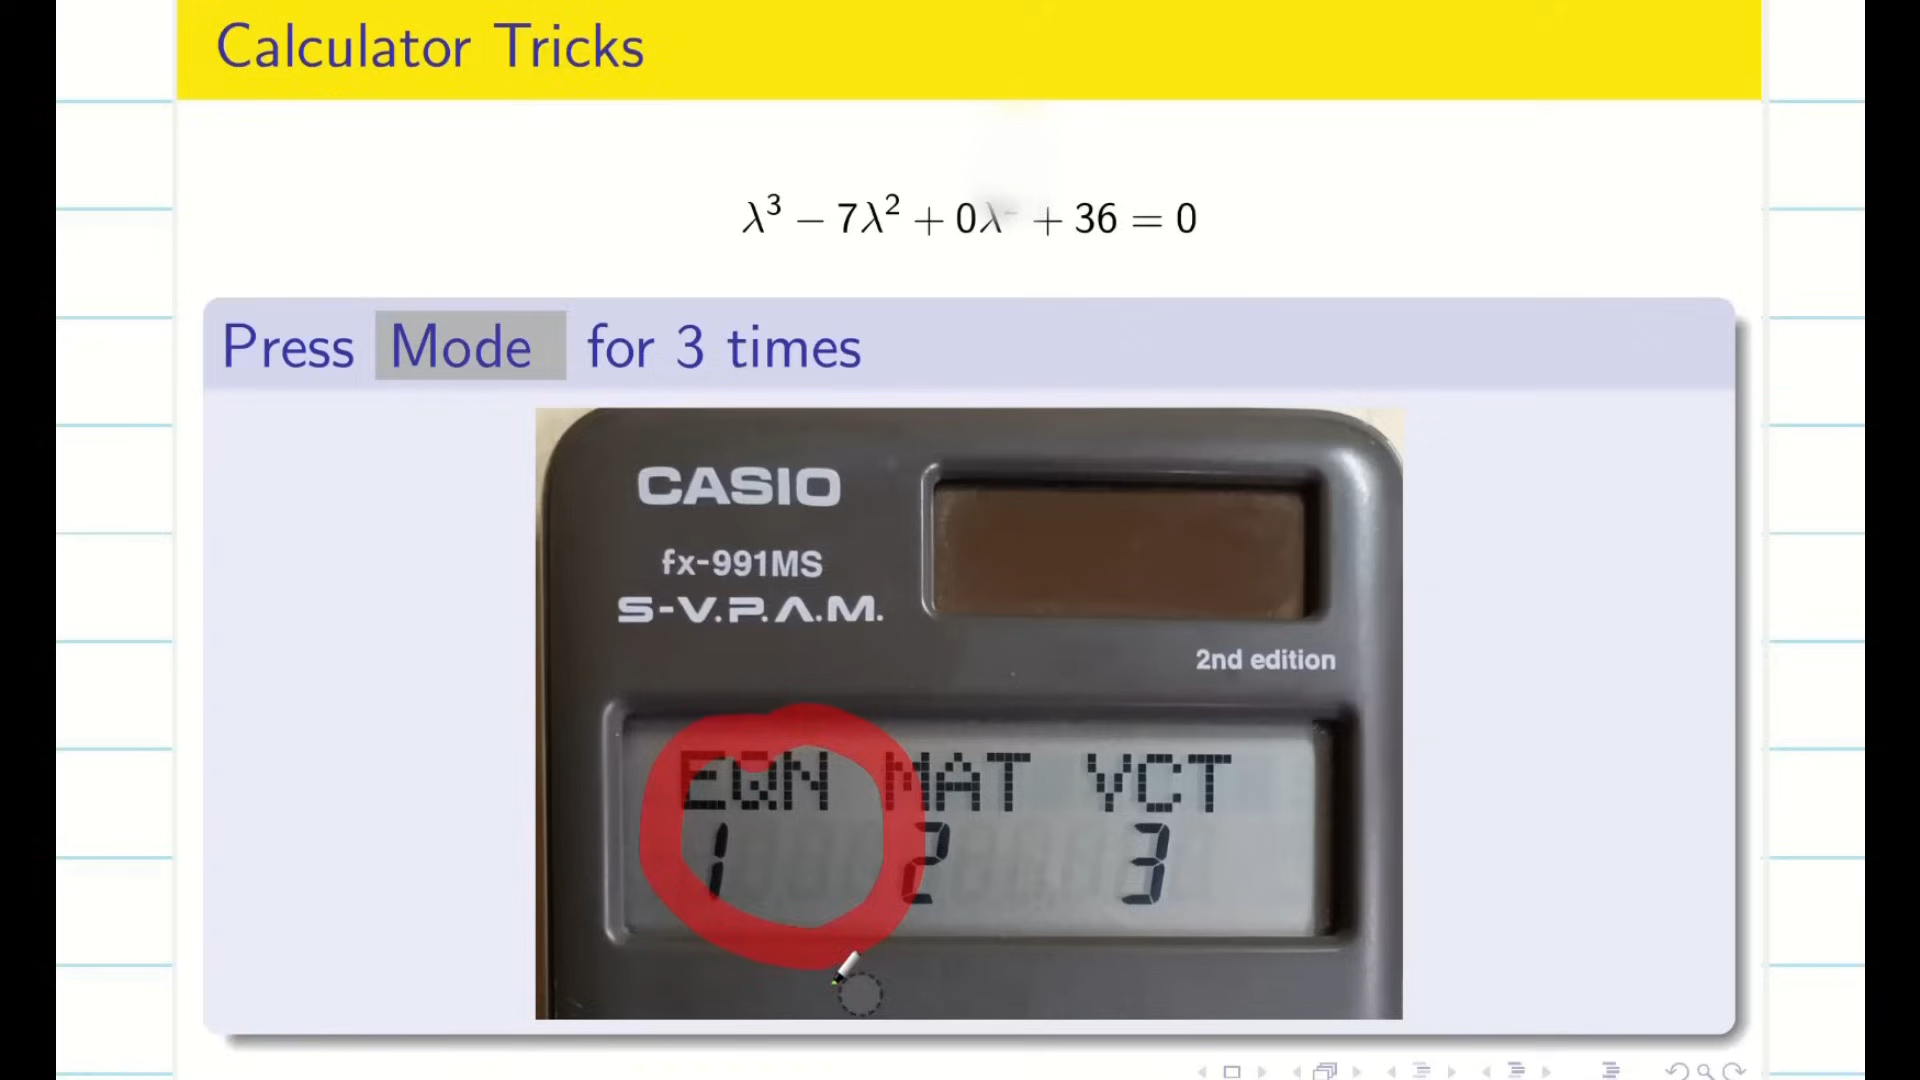 Calculator Tricks
λ³ − 7λ² + 0λ + 36 = 0
Press Mode for 3 times
CASIO
fx-991MS
S-V.P.A.M.
2nd edition
EQN MAT VCT
1 2 3